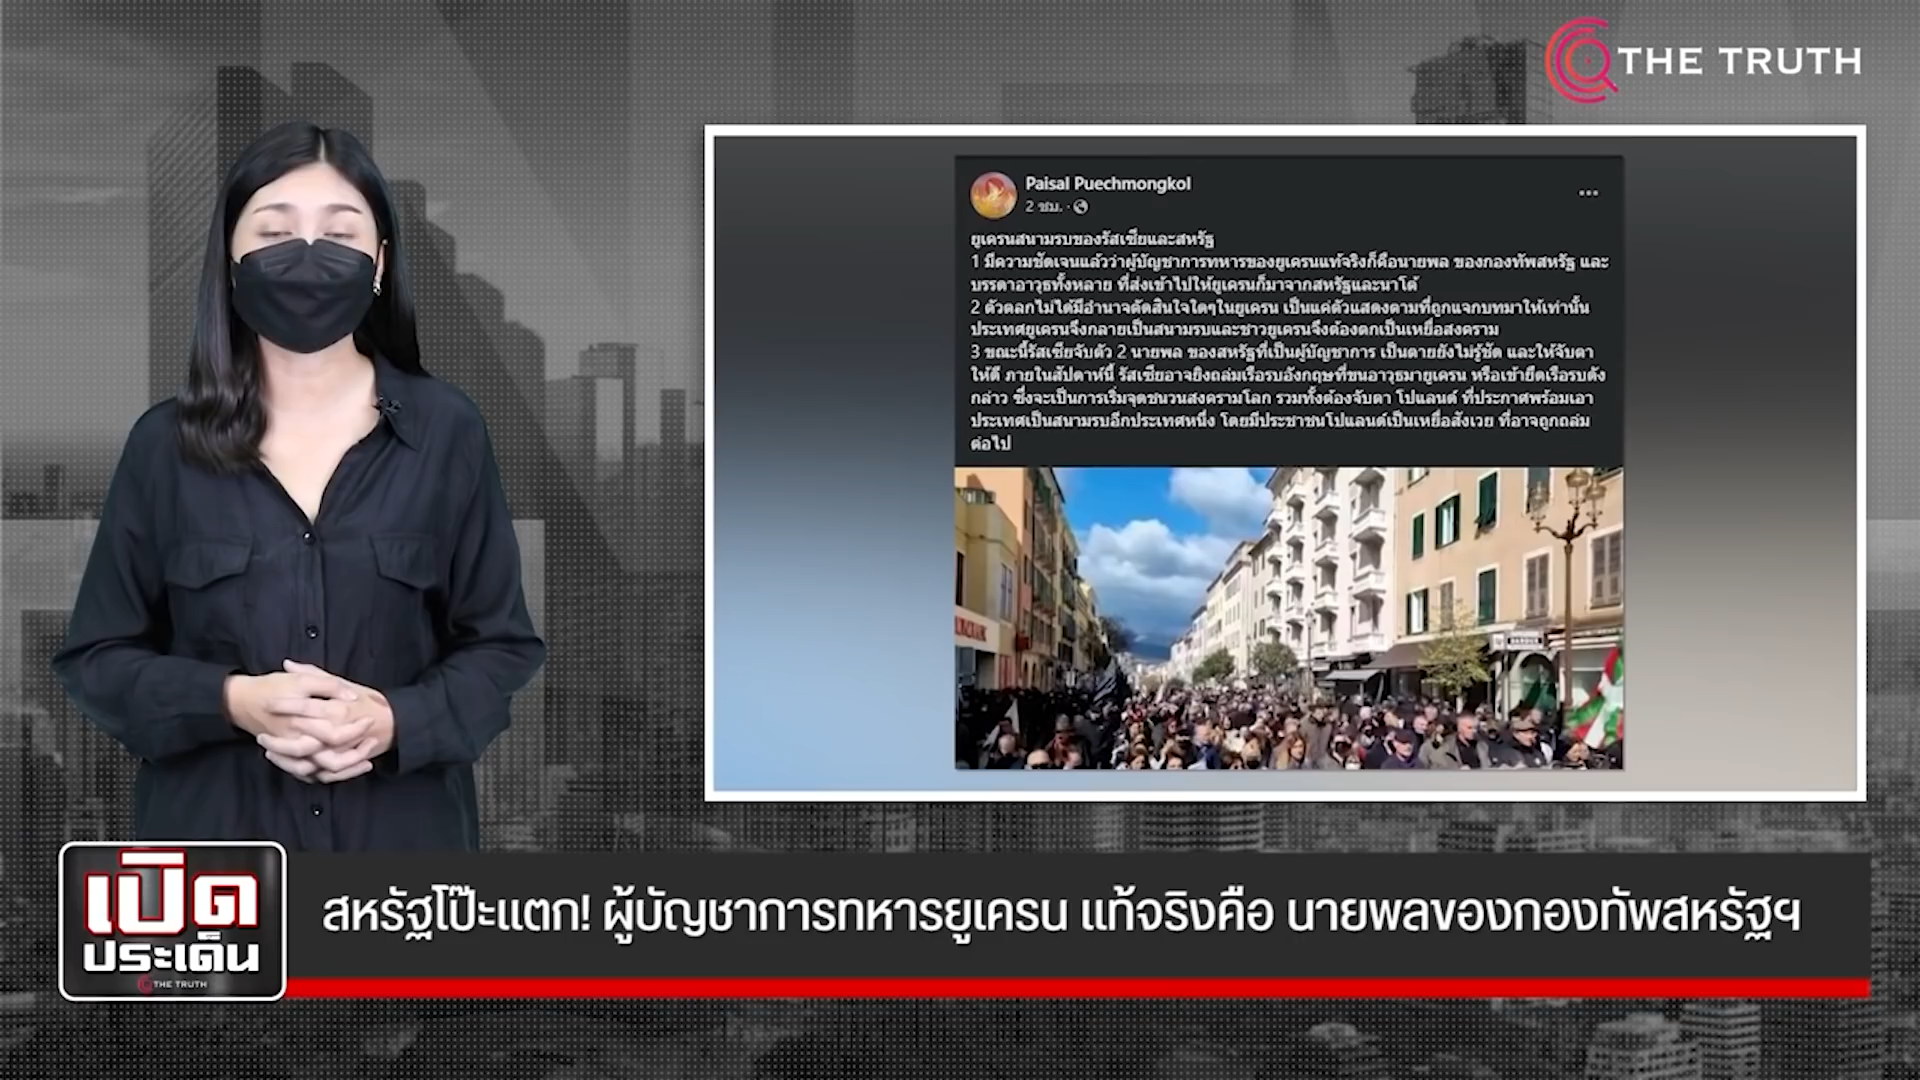 THE TRUTH
Paisal Puechmongkol
2 ชม. ·
ยูเครนสนามรบของรัสเซียและสหรัฐ
1 มีความชัดเจนแล้วว่าผู้บัญชาการทหารของยูเครนแท้จริงก็คือนายพล ของกองทัพสหรัฐ และ
บรรดาอาวุธทั้งหลาย ที่ส่งเข้าไปให้ยูเครนก็มาจากสหรัฐและนาโต้
2 ตัวตลกไม่ได้มีอำนาจตัดสินใจใดๆในยูเครน เป็นแค่ตัวแสดงตามที่ถูกแจกบทมาให้เท่านั้น
ประเทศยูเครนจึงกลายเป็นสนามรบและชาวยูเครนจึงต้องตกเป็นเหยื่อสงคราม
3 ขณะนี้รัสเซียจับตัว 2 นายพล ของสหรัฐที่เป็นผู้บัญชาการ เป็นตายยังไม่รู้ชัด และให้จับตา
ให้ดี ภายในสัปดาห์นี้ รัสเซียอาจยิงถล่มเรือรบอังกฤษที่ขนอาวุธมายูเครน หรือเข้ายึดเรือรบดัง
กล่าว ซึ่งจะเป็นการเริ่มจุดชนวนสงครามโลก รวมทั้งต้องจับตา โปแลนด์ ที่ประกาศพร้อมเอา
ประเทศเป็นสนามรบอีกประเทศหนึ่ง โดยมีประชาชนโปแลนด์เป็นเหยื่อสังเวย ที่อาจถูกถล่ม
ต่อไป
เปิด
ประเด็น
THE TRUTH
สหรัฐโป๊ะแตก! ผู้บัญชาการทหารยูเครน แท้จริงคือ นายพลของกองทัพสหรัฐฯ